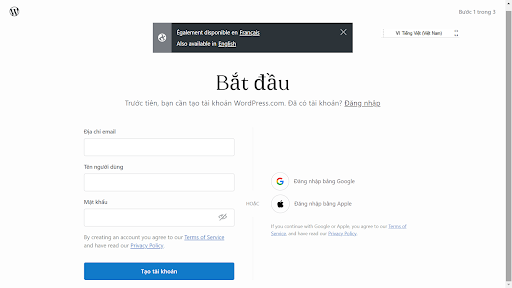 Bước 1 trong 3
Également disponible en Français
Also available in English
VI Tiếng Việt (Việt Nam)
Bắt đầu
Trước tiên, bạn cần tạo tài khoản WordPress.com. Đã có tài khoản? Đăng nhập
Địa chỉ email
Tên người dùng
Mật khẩu
By creating an account you agree to our Terms of Service
and have read our Privacy Policy.
Tạo tài khoản
HOẶC
Đăng nhập bằng Google
Đăng nhập bằng Apple
If you continue with Google or Apple, you agree to our Terms of
Service, and have read our Privacy Policy.